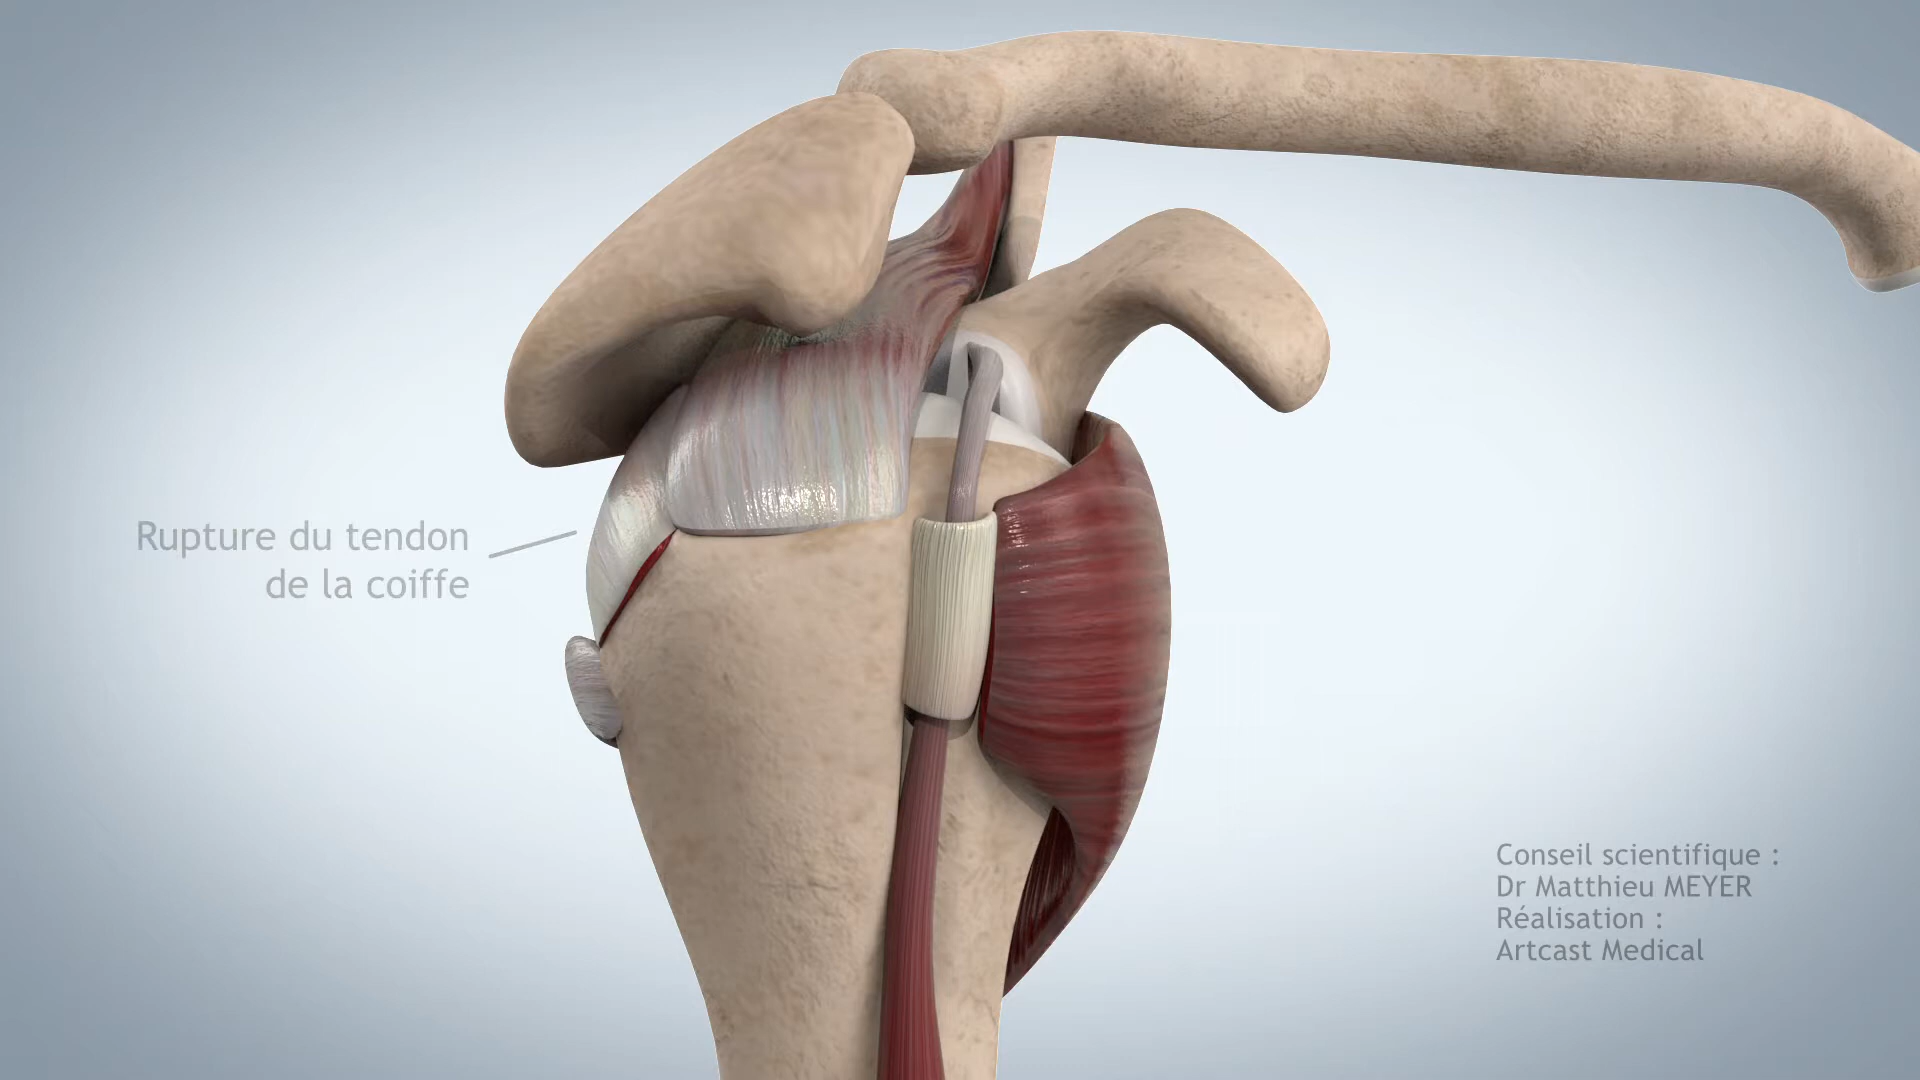 Rupture du tendon
de la coiffe
Conseil scientifique :
Dr Matthieu MEYER
Réalisation :
Artcast Medical